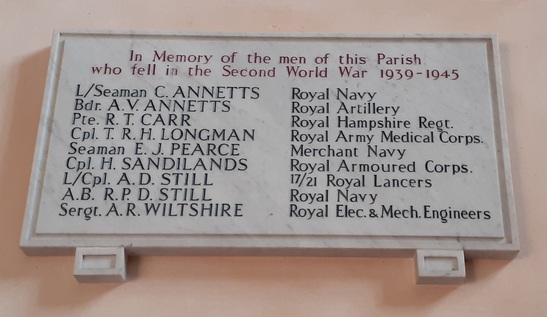 In Memory of the men of this Parish
who fell in the Second World War 1939-1945
L/Seaman C. ANNETTS Royal Navy
Bdr. A.V. ANNETTS Royal Artillery
Pte. R.T. CARR Royal Hampshire Regt.
Cpl. T.R.H. LONGMAN Royal Army Medical Corps.
Seaman E.J. PEARCE Merchant Navy
Cpl. H. SANDILANDS Royal Armoured Corps.
L/Cpl. A.D. STILL 17/21 Royal Lancers
A.B. R.P.D. STILL Royal Navy
Sergt. A.R. WILTSHIRE Royal Elec. & Mech. Engineers